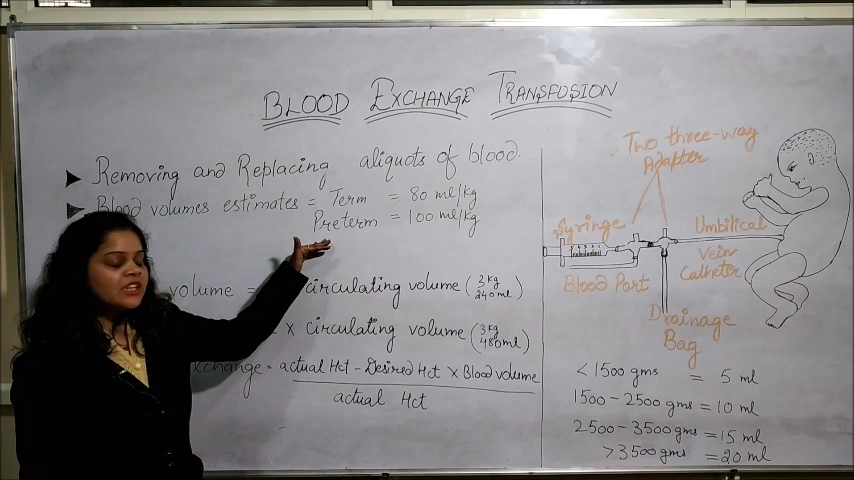 BLOOD EXCHANGE TRANSFUSION
Removing and Replacing aliquots of blood.
Blood volumes estimates = Term = 80 ml/kg
Preterm = 100 ml/kg
volume = circulating volume (3kg 240ml)
x circulating volume (3kg 480ml)
change = actual Hct - Desired Hct x Blood volume
actual Hct
Two three-way
Adapter
Syringe
Umbilical
Vein
Catheter
Blood Port
Drainage
Bag
< 1500 gms = 5 ml
1500 - 2500 gms = 10 ml
2500 - 3500 gms = 15 ml
> 3500 gms = 20 ml